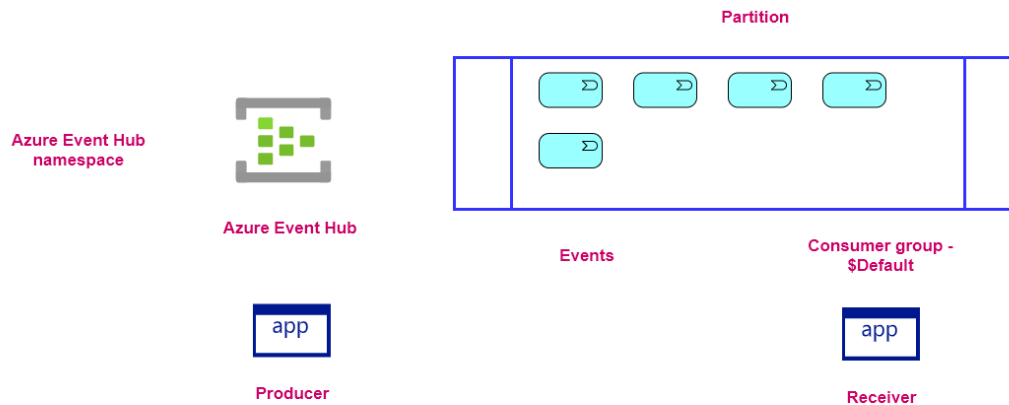 Partition
Azure Event Hub
namespace
Azure Event Hub
Events
Consumer group -
$Default
app
app
Producer
Receiver